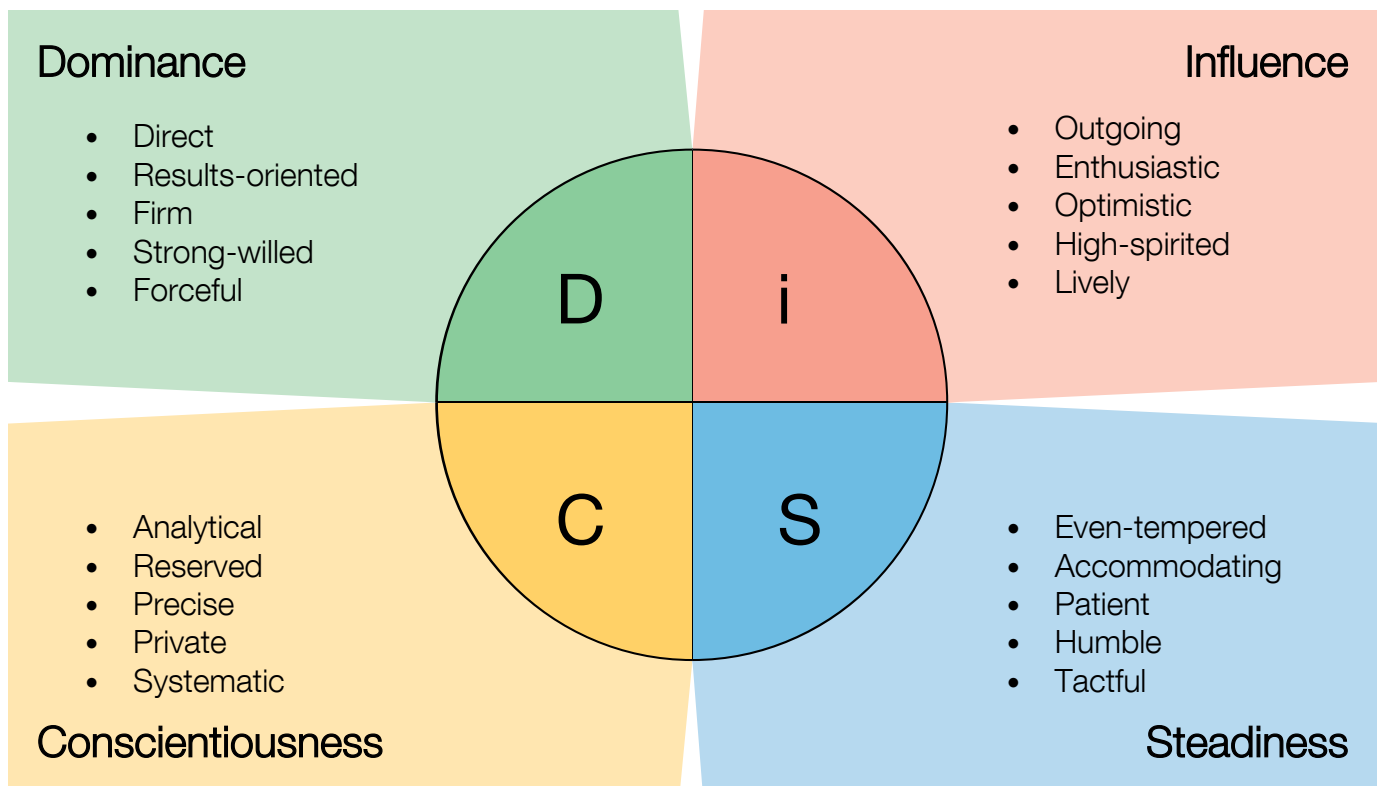 Dominance
• Direct
• Results-oriented
• Firm
• Strong-willed
• Forceful
Influence
• Outgoing
• Enthusiastic
• Optimistic
• High-spirited
• Lively
D
i
C
S
• Analytical
• Reserved
• Precise
• Private
• Systematic
Conscientiousness
• Even-tempered
• Accommodating
• Patient
• Humble
• Tactful
Steadiness